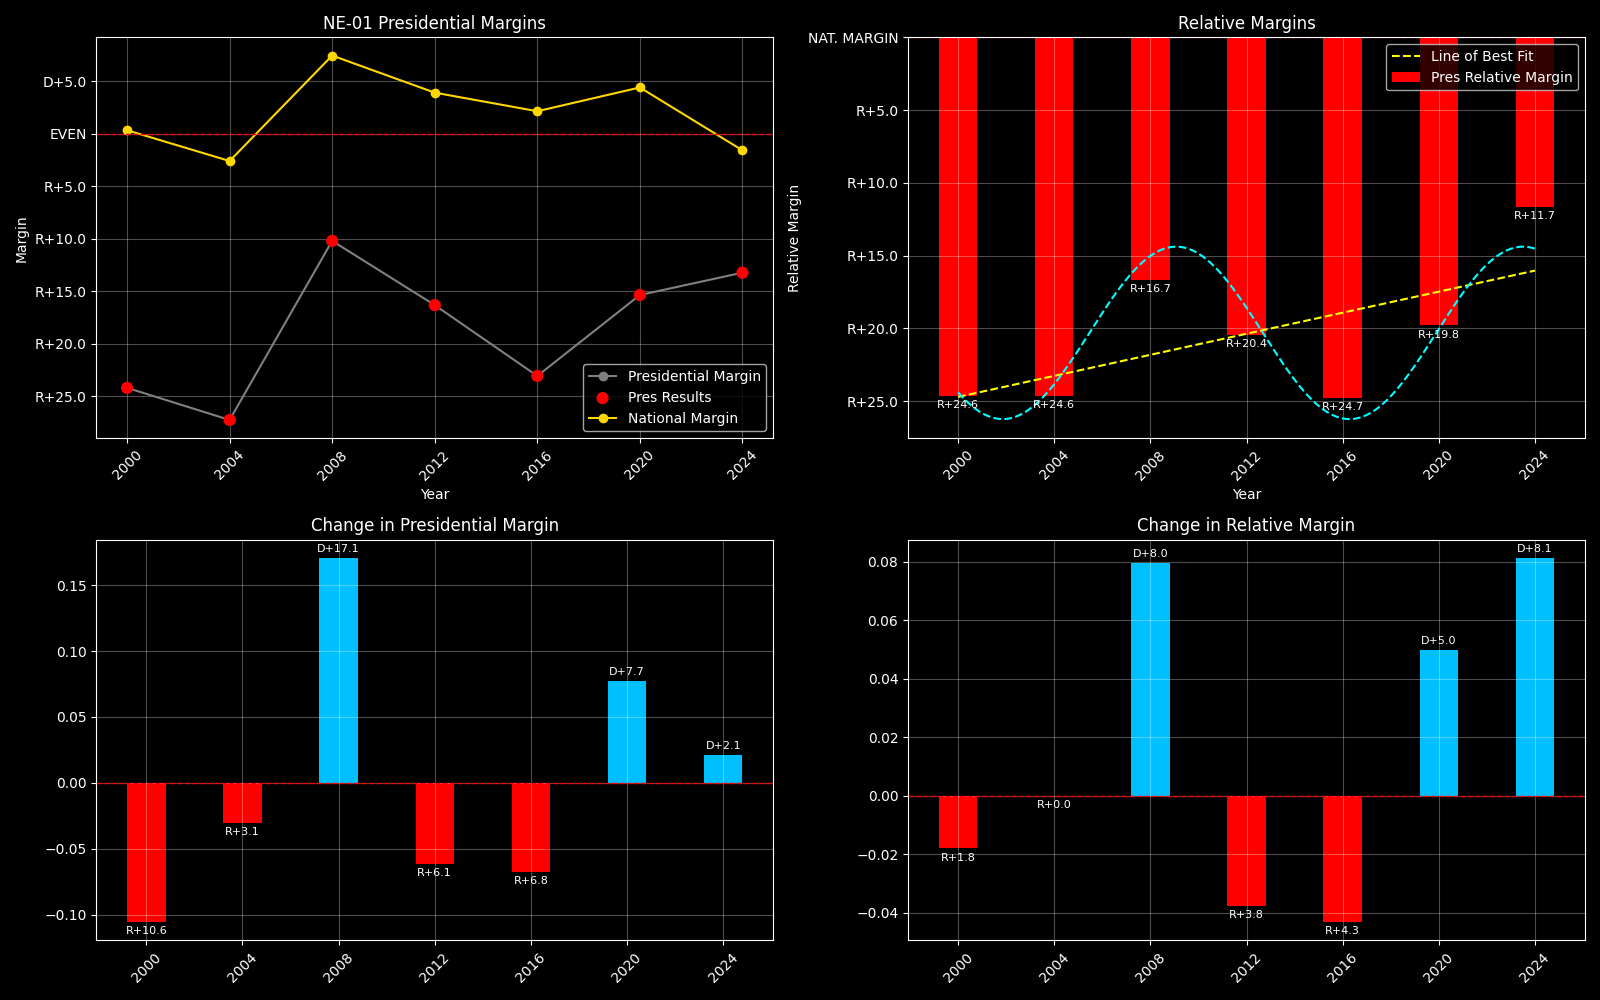 NE-01 Presidential Margins
D+5.0
EVEN
R+5.0
R+10.0
R+15.0
R+20.0
R+25.0
Margin
Presidential Margin
Pres Results
National Margin
2000
2004
2008
2012
2016
2020
2024
Year
Relative Margins
NAT. MARGIN
R+5.0
R+10.0
R+15.0
R+20.0
R+25.0
Relative Margin
Line of Best Fit
Pres Relative Margin
R+24.6
R+24.6
R+16.7
R+20.4
R+24.7
R+19.8
R+11.7
2000
2004
2008
2012
2016
2020
2024
Year
Change in Presidential Margin
0.15
0.10
0.05
0.00
−0.05
−0.10
R+10.6
R+3.1
D+17.1
R+6.1
R+6.8
D+7.7
D+2.1
2000
2004
2008
2012
2016
2020
2024
Change in Relative Margin
0.08
0.06
0.04
0.02
0.00
−0.02
−0.04
R+1.8
R+0.0
D+8.0
R+3.8
R+4.3
D+5.0
D+8.1
2000
2004
2008
2012
2016
2020
2024